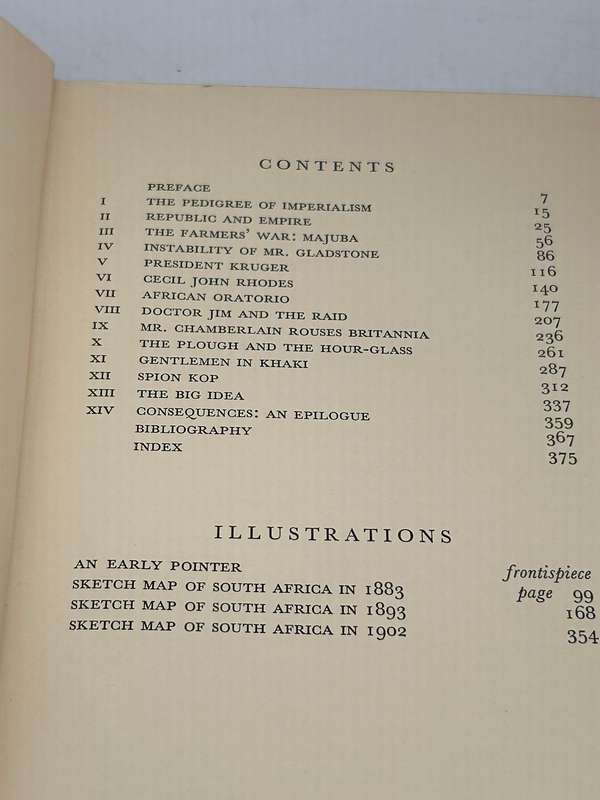 CONTENTS
PREFACE 7
I THE PEDIGREE OF IMPERIALISM 15
II REPUBLIC AND EMPIRE 25
III THE FARMERS' WAR: MAJUBA 56
IV INSTABILITY OF MR. GLADSTONE 86
V PRESIDENT KRUGER 116
VI CECIL JOHN RHODES 140
VII AFRICAN ORATORIO 177
VIII DOCTOR JIM AND THE RAID 207
IX MR. CHAMBERLAIN ROUSES BRITANNIA 236
X THE PLOUGH AND THE HOUR-GLASS 261
XI GENTLEMEN IN KHAKI 287
XII SPION KOP 312
XIII THE BIG IDEA 337
XIV CONSEQUENCES: AN EPILOGUE 359
BIBLIOGRAPHY 367
INDEX 375
ILLUSTRATIONS
AN EARLY POINTER frontispiece
SKETCH MAP OF SOUTH AFRICA IN 1883 page 99
SKETCH MAP OF SOUTH AFRICA IN 1893 168
SKETCH MAP OF SOUTH AFRICA IN 1902 354